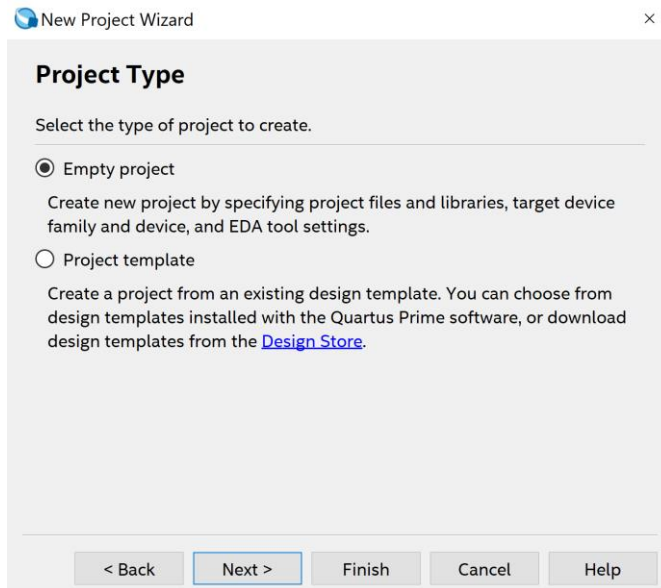 New Project Wizard
Project Type
Select the type of project to create.
Empty project
Create new project by specifying project files and libraries, target device
family and device, and EDA tool settings.
Project template
Create a project from an existing design template. You can choose from
design templates installed with the Quartus Prime software, or download
design templates from the Design Store.
< Back Next > Finish Cancel Help